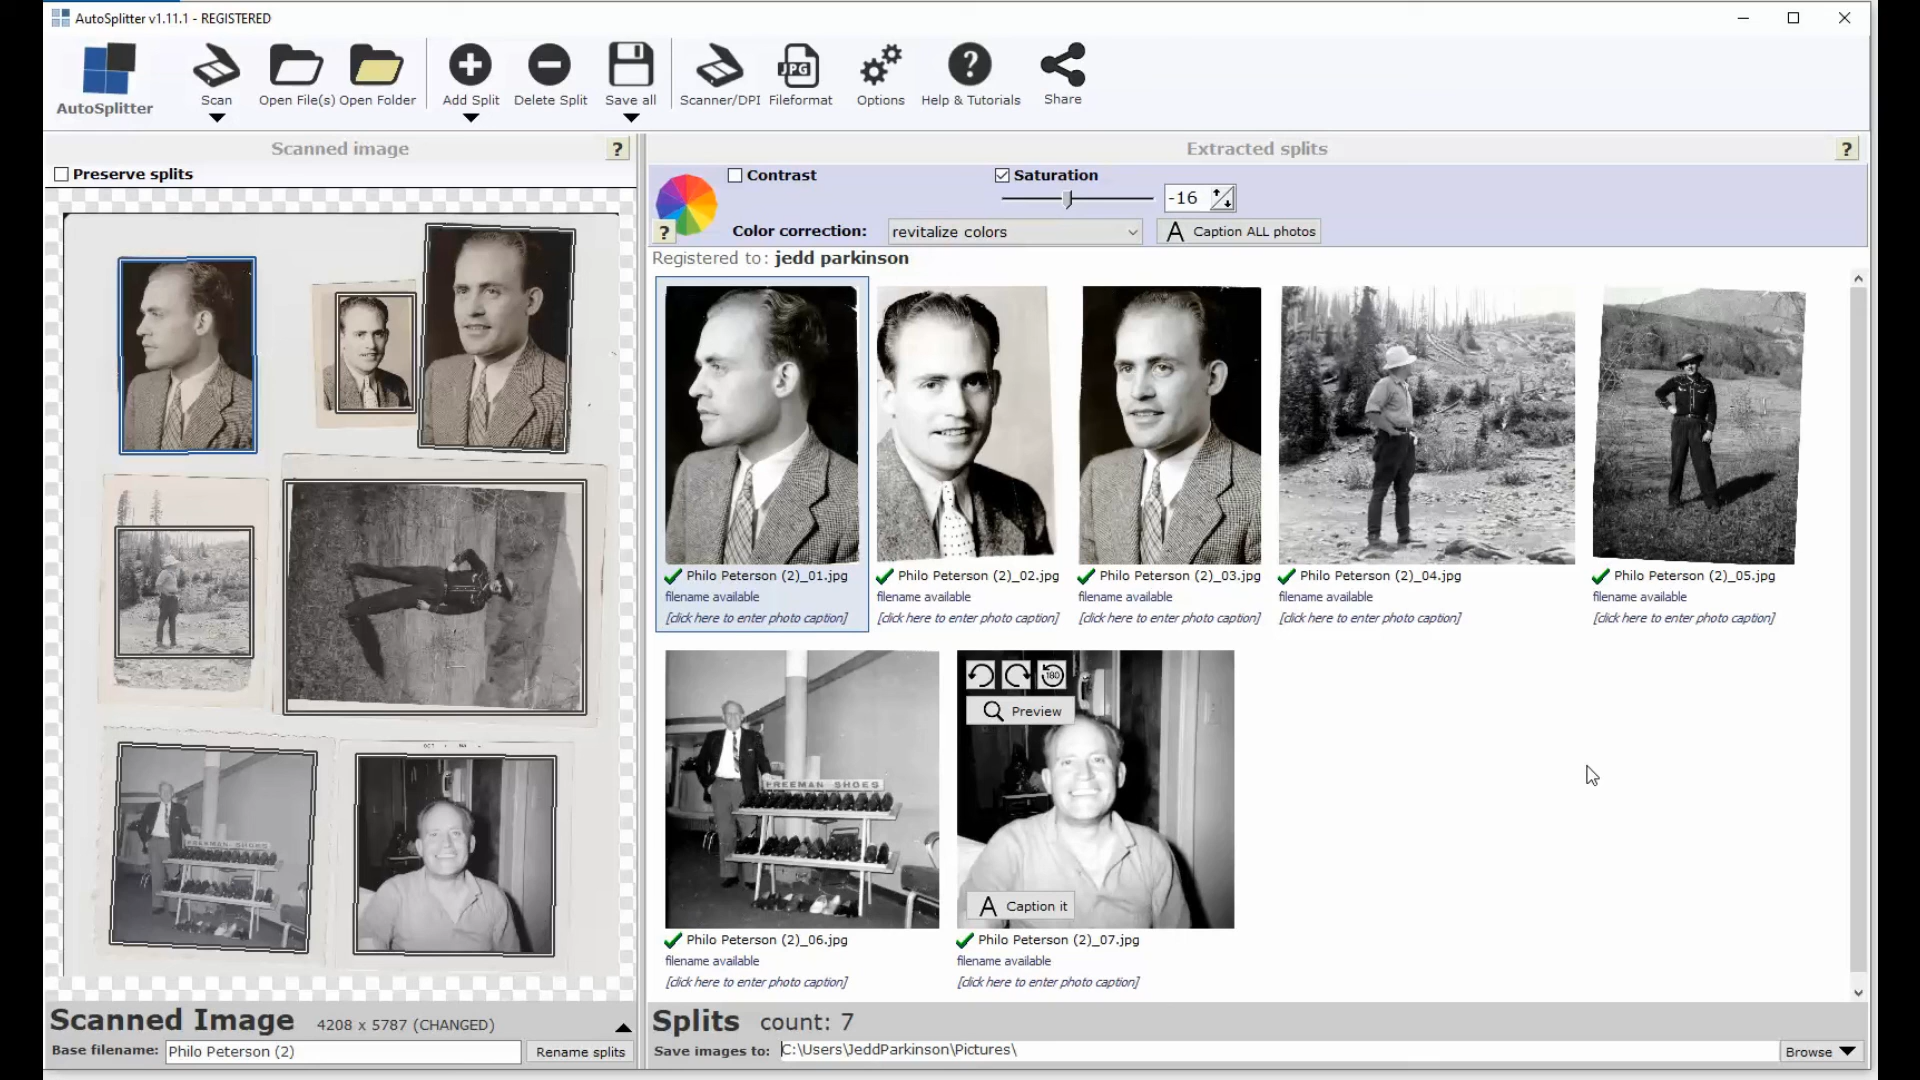 AutoSplitter v1.11.1 - REGISTERED
AutoSplitter
Scan
Open File(s)
Open Folder
Add Split
Delete Split
Save all
Scanner/DPI
JPG
Fileformat
Options
Help & Tutorials
Share
Scanned image
?
Extracted splits
?
Preserve splits
Contrast
Saturation
-16
?
Color correction:
revitalize colors
A Caption ALL photos
Registered to: jedd parkinson
Philo Peterson (2)_01.jpg
filename available
[click here to enter photo caption]
Philo Peterson (2)_02.jpg
filename available
[click here to enter photo caption]
Philo Peterson (2)_03.jpg
filename available
[click here to enter photo caption]
Philo Peterson (2)_04.jpg
filename available
[click here to enter photo caption]
Philo Peterson (2)_05.jpg
filename available
[click here to enter photo caption]
FREEMAN SHOES
180
Preview
A Caption it
Philo Peterson (2)_06.jpg
filename available
[click here to enter photo caption]
Philo Peterson (2)_07.jpg
filename available
[click here to enter photo caption]
FREEMAN SHOES
Scanned Image
4208 x 5787 (CHANGED)
Base filename:
Philo Peterson (2)
Rename splits
Splits count: 7
Save images to:
C:\Users\JeddParkinson\Pictures\
Browse